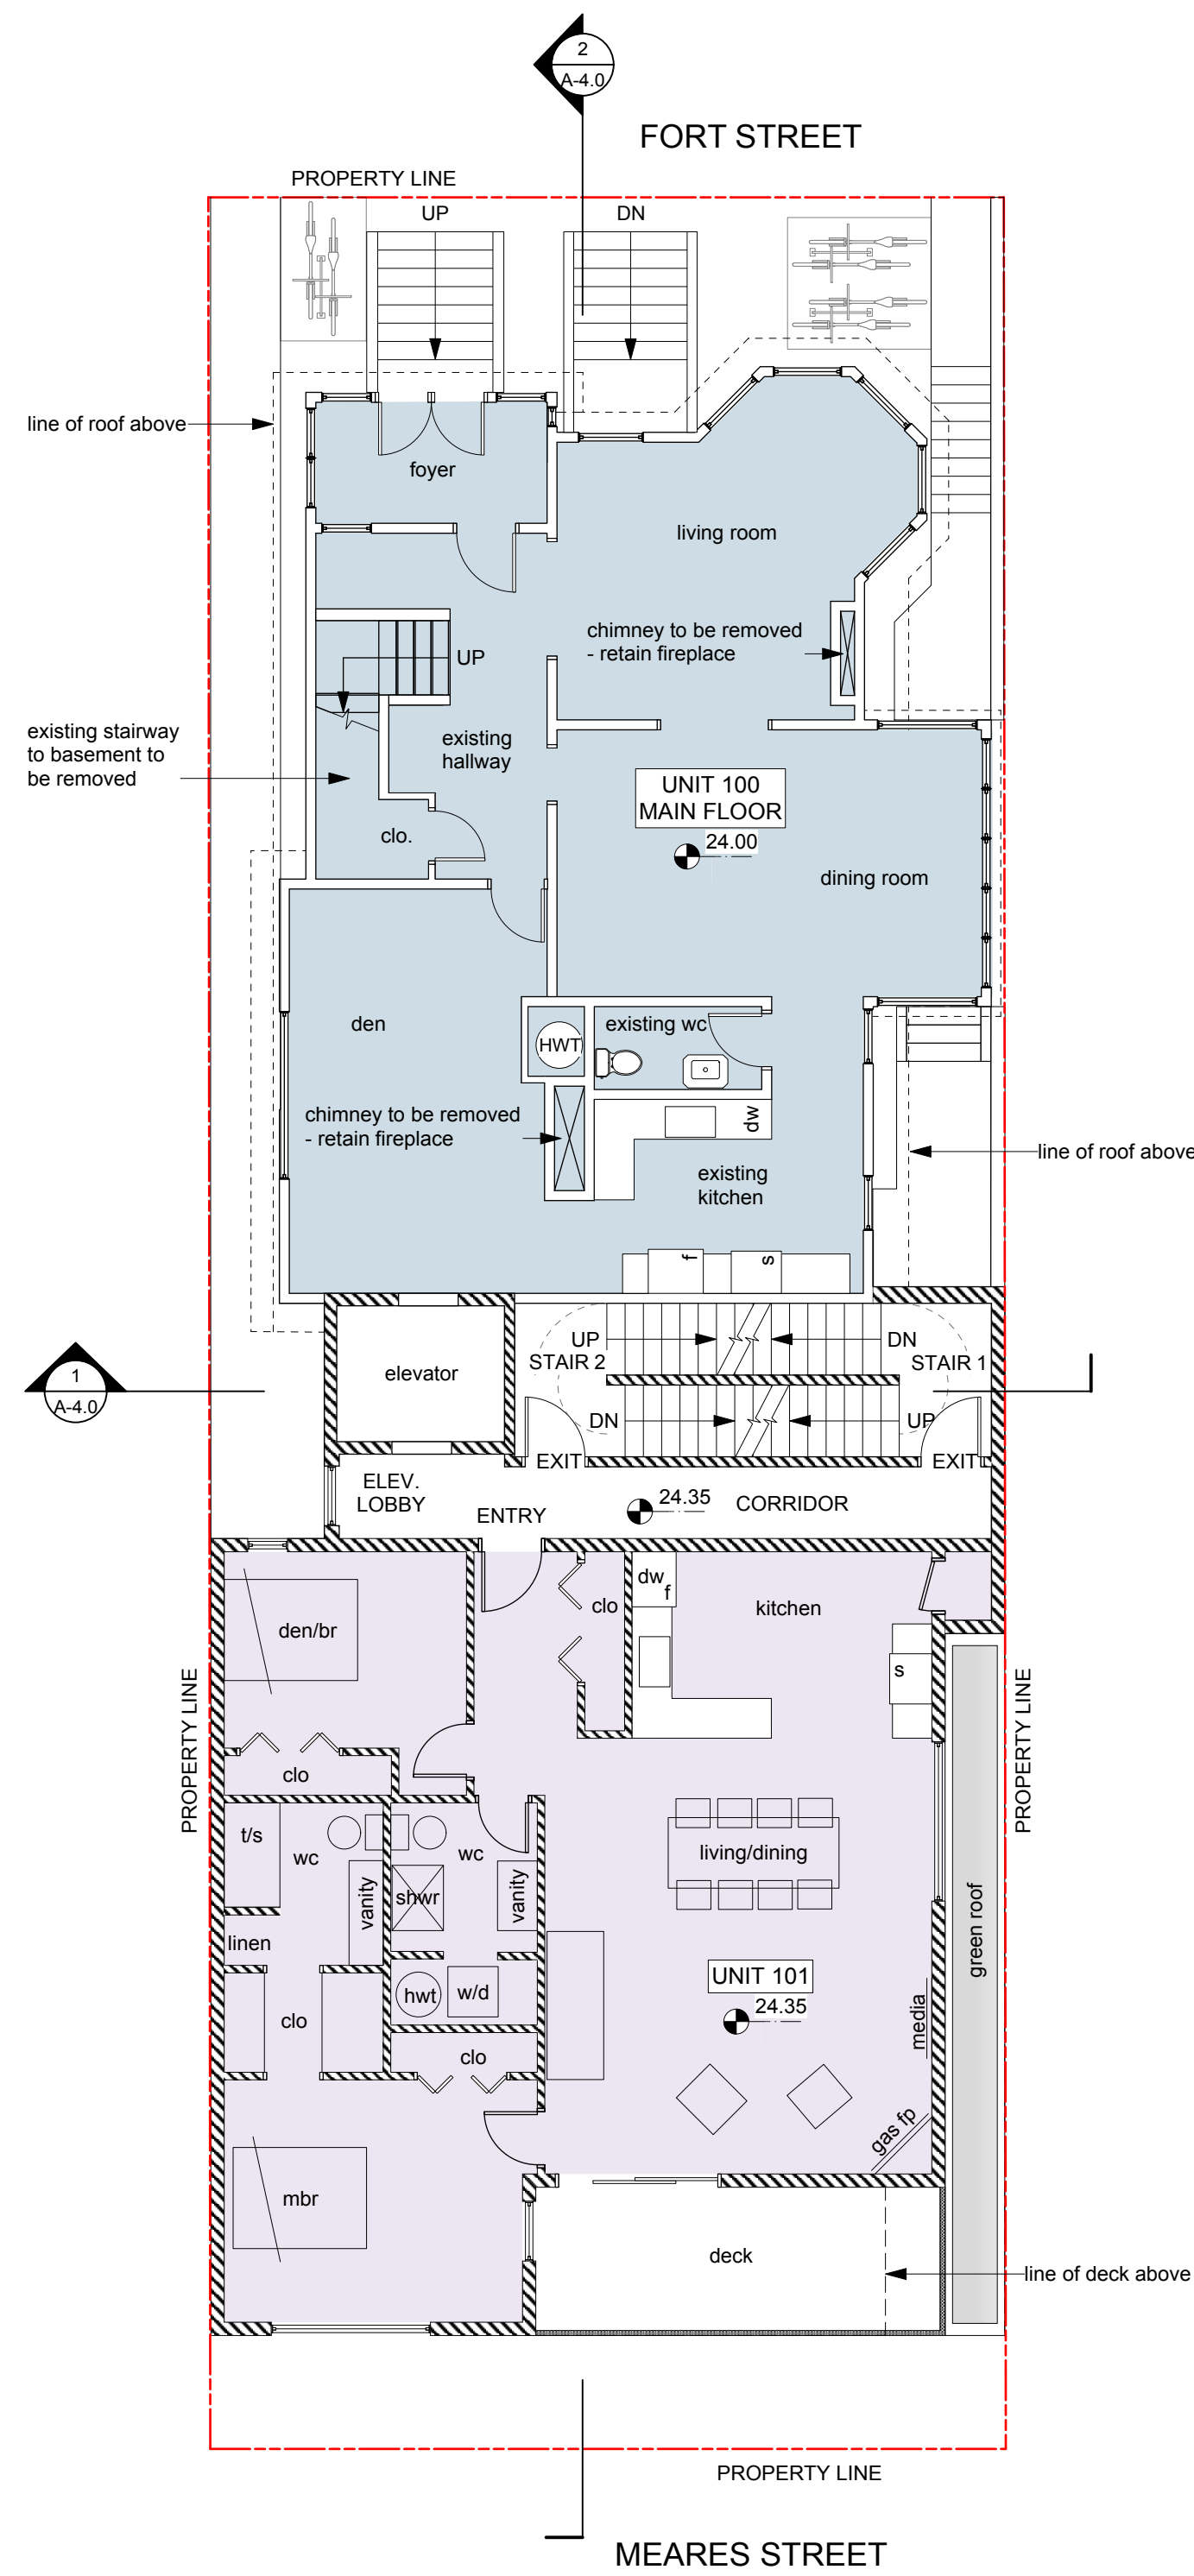 2
A-4.0
FORT STREET
PROPERTY LINE
UP
DN
line of roof above
foyer
living room
chimney to be removed
- retain fireplace
UP
existing stairway
to basement to
be removed
existing
hallway
UNIT 100
MAIN FLOOR
24.00
clo.
dining room
den
existing wc
HWT
chimney to be removed
- retain fireplace
dw
line of roof above
existing
kitchen
f
s
UP
DN
STAIR 2
STAIR 1
elevator
1
A-4.0
DN
UP
EXIT
EXIT
ELEV.
LOBBY
24.35
CORRIDOR
ENTRY
dw
f
clo
kitchen
den/br
s
PROPERTY LINE
PROPERTY LINE
clo
t/s
wc
wc
living/dining
vanity
shwr
vanity
linen
green roof
UNIT 101
24.35
hwt
w/d
clo
media
clo
gas fp
mbr
deck
line of deck above
PROPERTY LINE
MEARES STREET